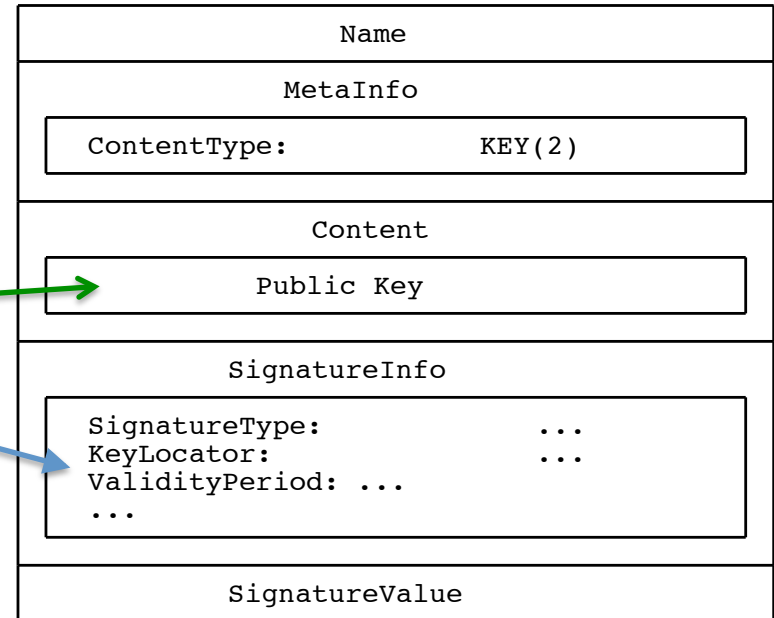 Name
MetaInfo
ContentType: KEY(2)
Content
Public Key
SignatureInfo
SignatureType: ...
KeyLocator: ...
ValidityPeriod: ...
...
SignatureValue